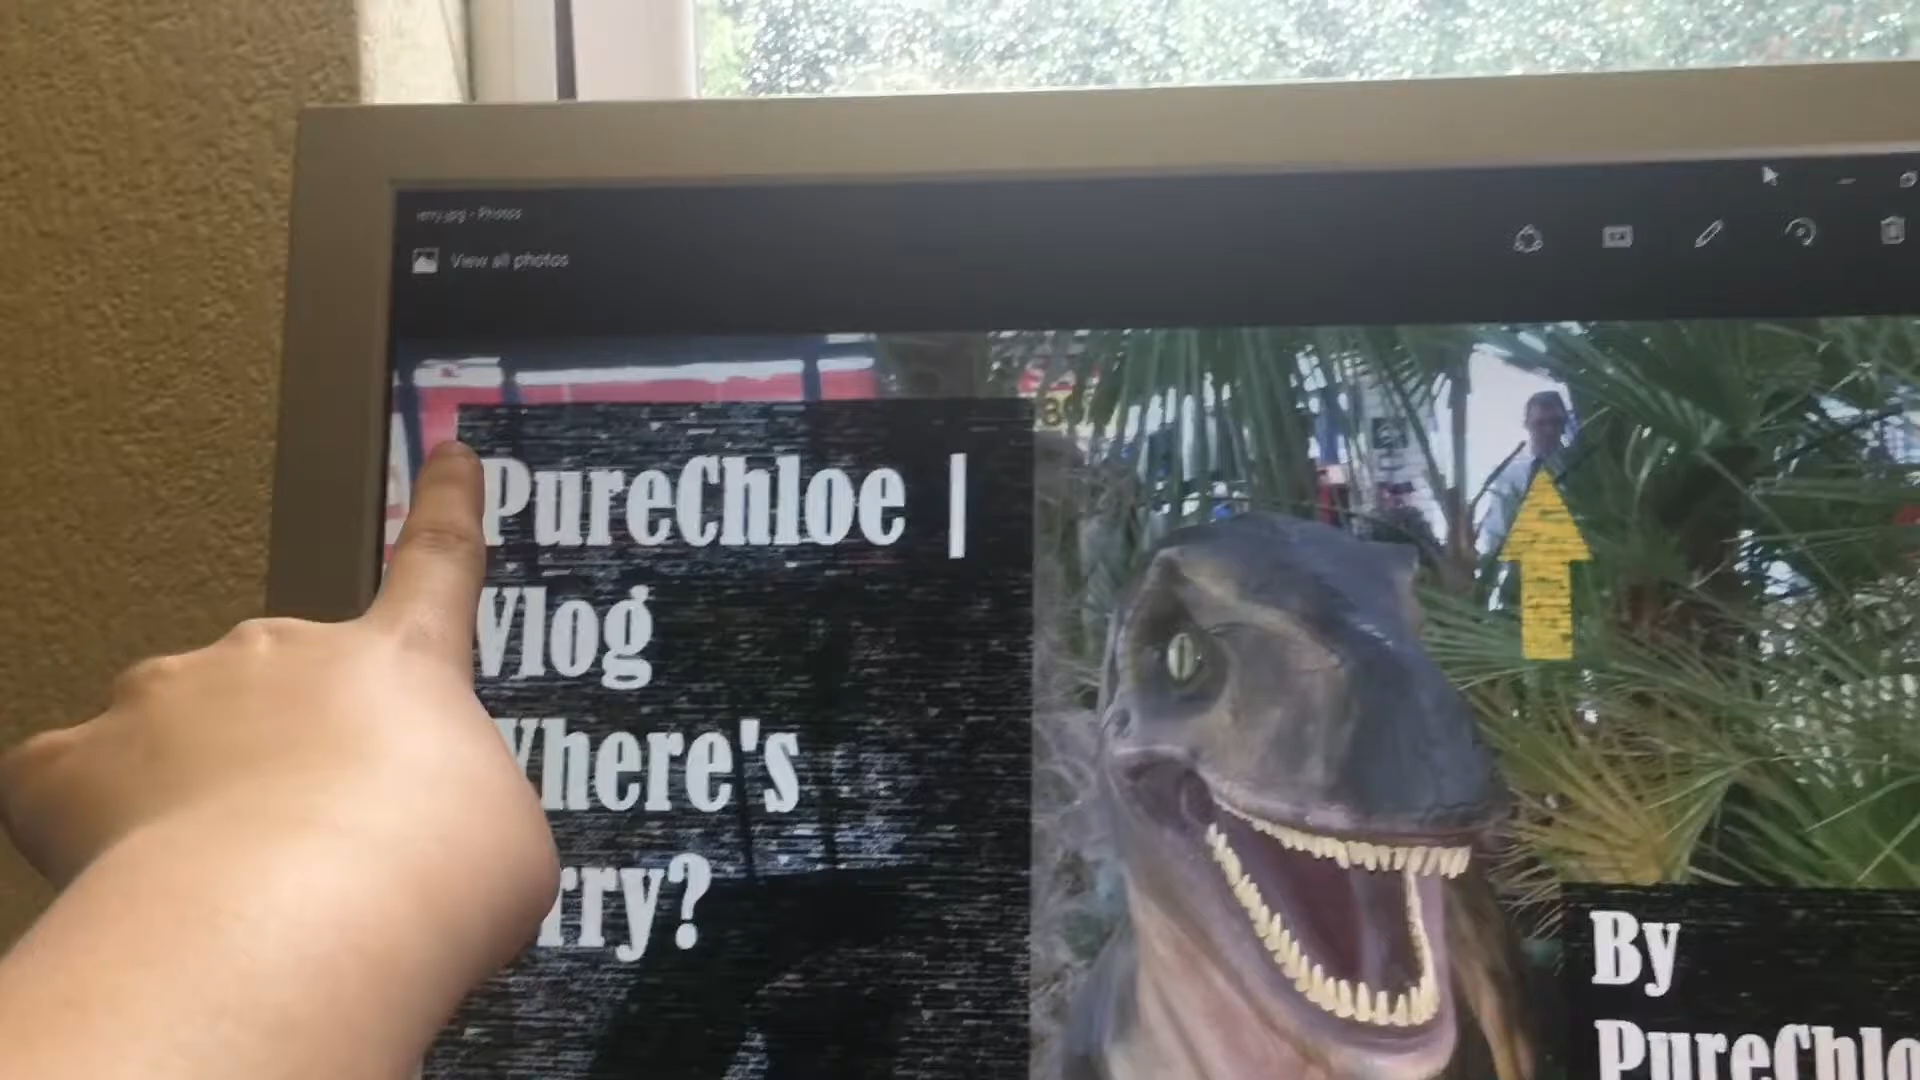 View all photos
PureChloe |
Vlog
here's
rry?
By
PureChlo